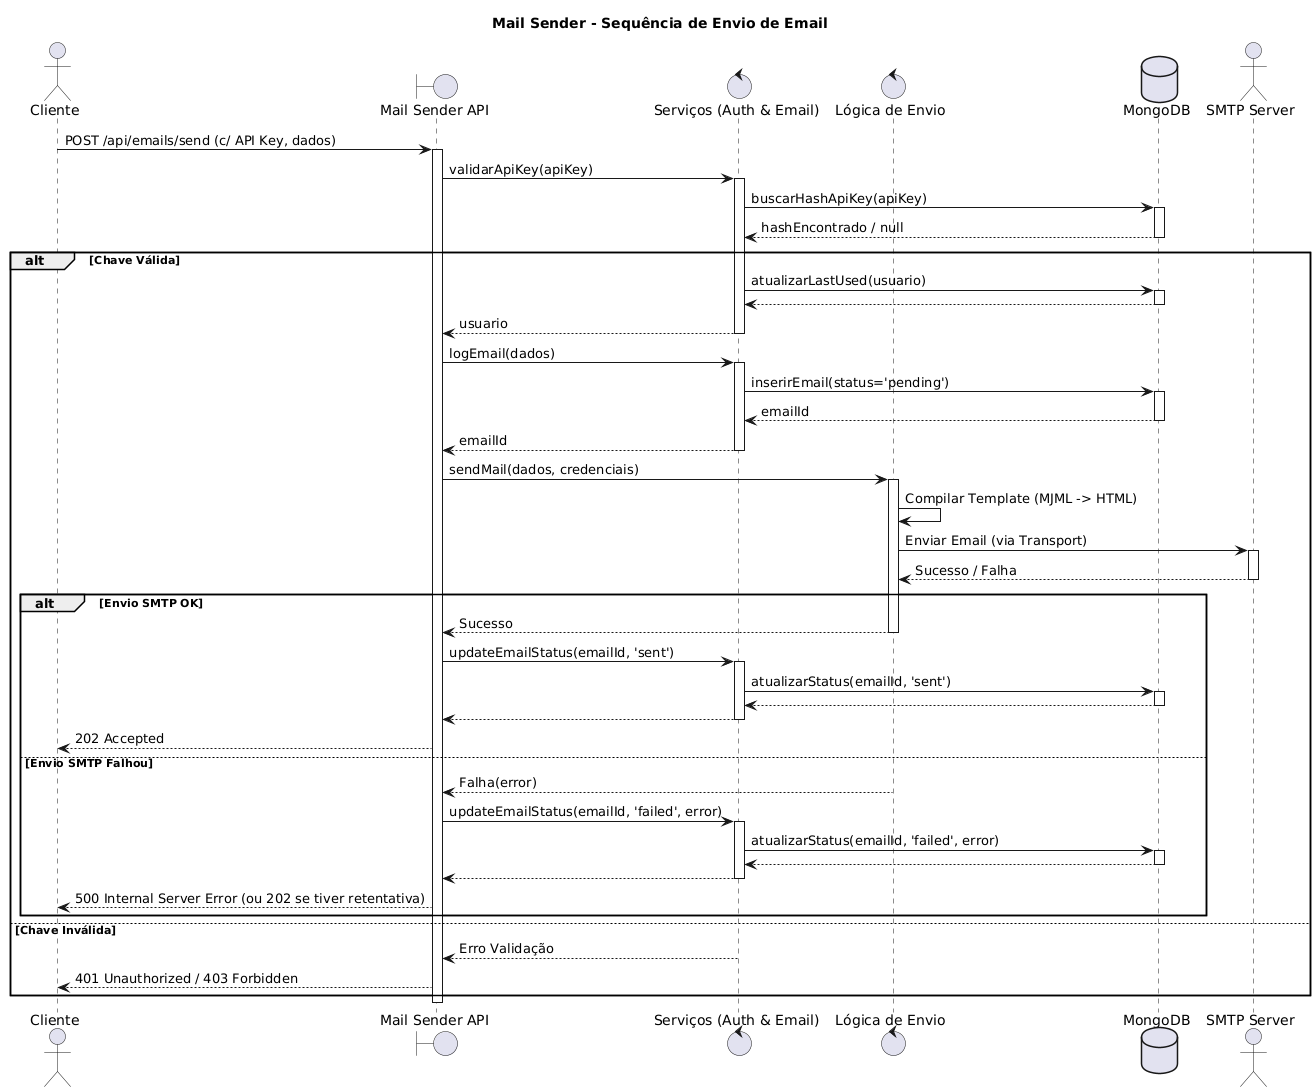 Mail Sender - Sequência de Envio de Email
Cliente
Mail Sender API
Serviços (Auth & Email)
Lógica de Envio
MongoDB
SMTP Server
POST /api/emails/send (c/ API Key, dados)
validarApiKey(apiKey)
buscarHashApiKey(apiKey)
hashEncontrado / null
alt [Chave Válida]
atualizarLastUsed(usuario)
usuario
logEmail(dados)
inserirEmail(status='pending')
emailId
emailId
sendMail(dados, credenciais)
Compilar Template (MJML -> HTML)
Enviar Email (via Transport)
Sucesso / Falha
alt [Envio SMTP OK]
Sucesso
updateEmailStatus(emailId, 'sent')
atualizarStatus(emailId, 'sent')
202 Accepted
[Envio SMTP Falhou]
Falha(error)
updateEmailStatus(emailId, 'failed', error)
atualizarStatus(emailId, 'failed', error)
500 Internal Server Error (ou 202 se tiver retentativa)
[Chave Inválida]
Erro Validação
401 Unauthorized / 403 Forbidden
Cliente
Mail Sender API
Serviços (Auth & Email)
Lógica de Envio
MongoDB
SMTP Server